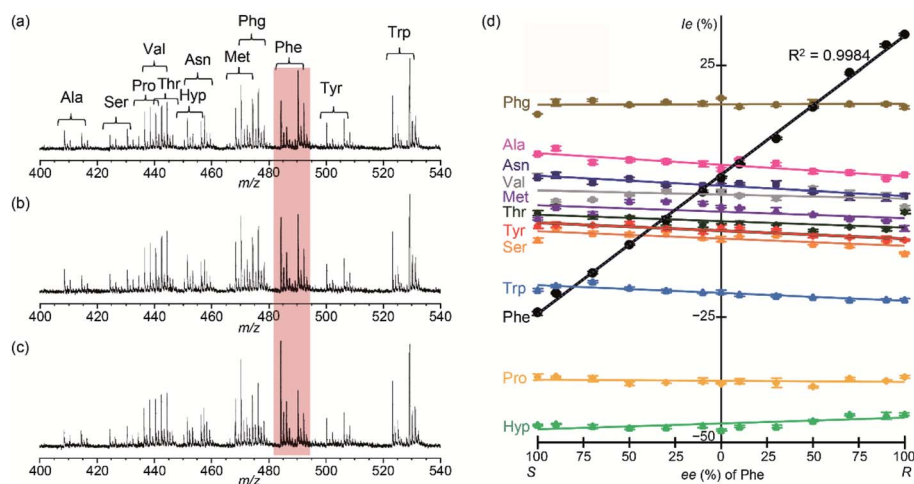 (a)
Ala
Ser
Pro
Val
Thr
Hyp
Asn
Met
Phg
Phe
Tyr
Trp
400 420 440 460 480 500 520 540
m/z
(b)
400 420 440 460 480 500 520 540
m/z
(c)
400 420 440 460 480 500 520 540
m/z
(d)
Ie (%)
25
R² = 0.9984
Phg
Ala
Asn
Val
Met
Thr
Tyr
Ser
Trp
Phe
−25
Pro
Hyp
−50
100 75 50 25 0 25 50 75 100
S ee (%) of Phe R